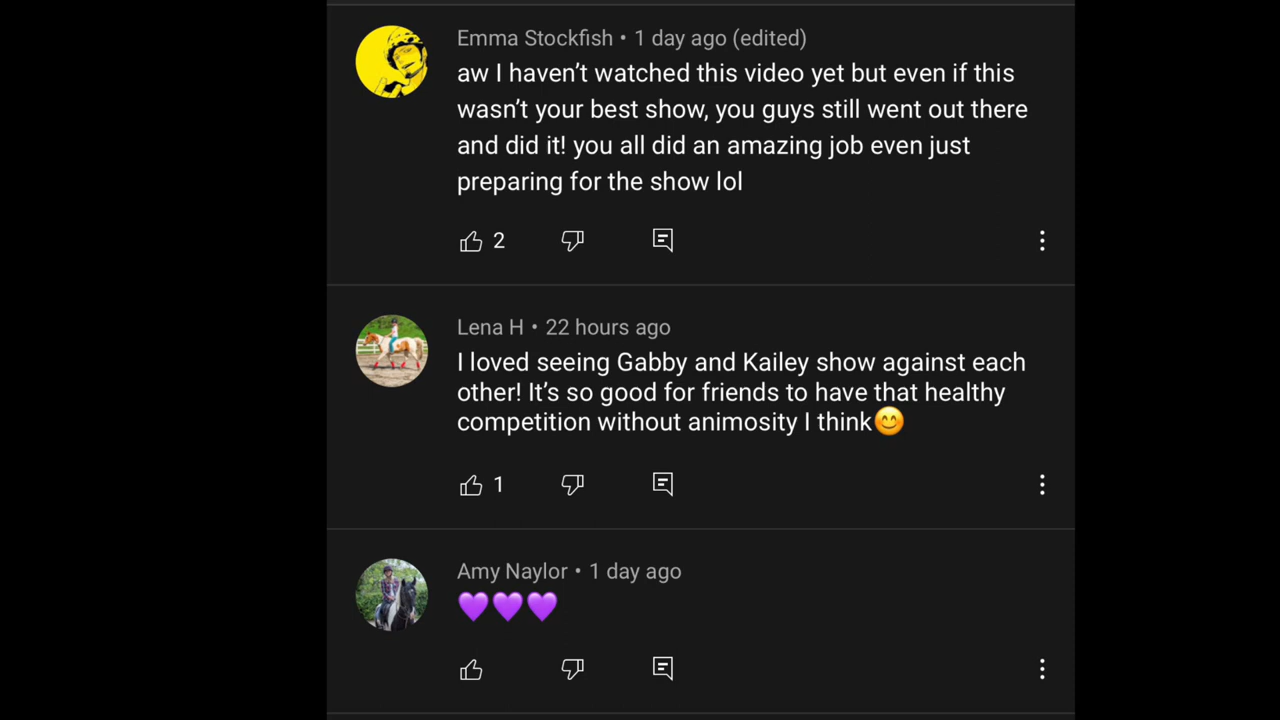 Emma Stockfish • 1 day ago (edited)
aw I haven’t watched this video yet but even if this
wasn’t your best show, you guys still went out there
and did it! you all did an amazing job even just
preparing for the show lol
2
Lena H • 22 hours ago
I loved seeing Gabby and Kailey show against each
other! It’s so good for friends to have that healthy
competition without animosity I think😊
1
Amy Naylor • 1 day ago
💜💜💜